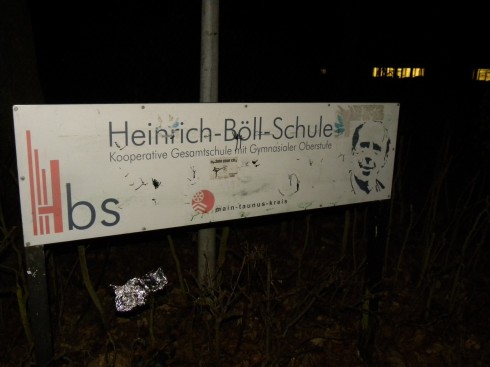 Heinrich-Böll-Schule
Kooperative Gesamtschule mit Gymnasialer Oberstufe
Hbs
main-taunus-kreis